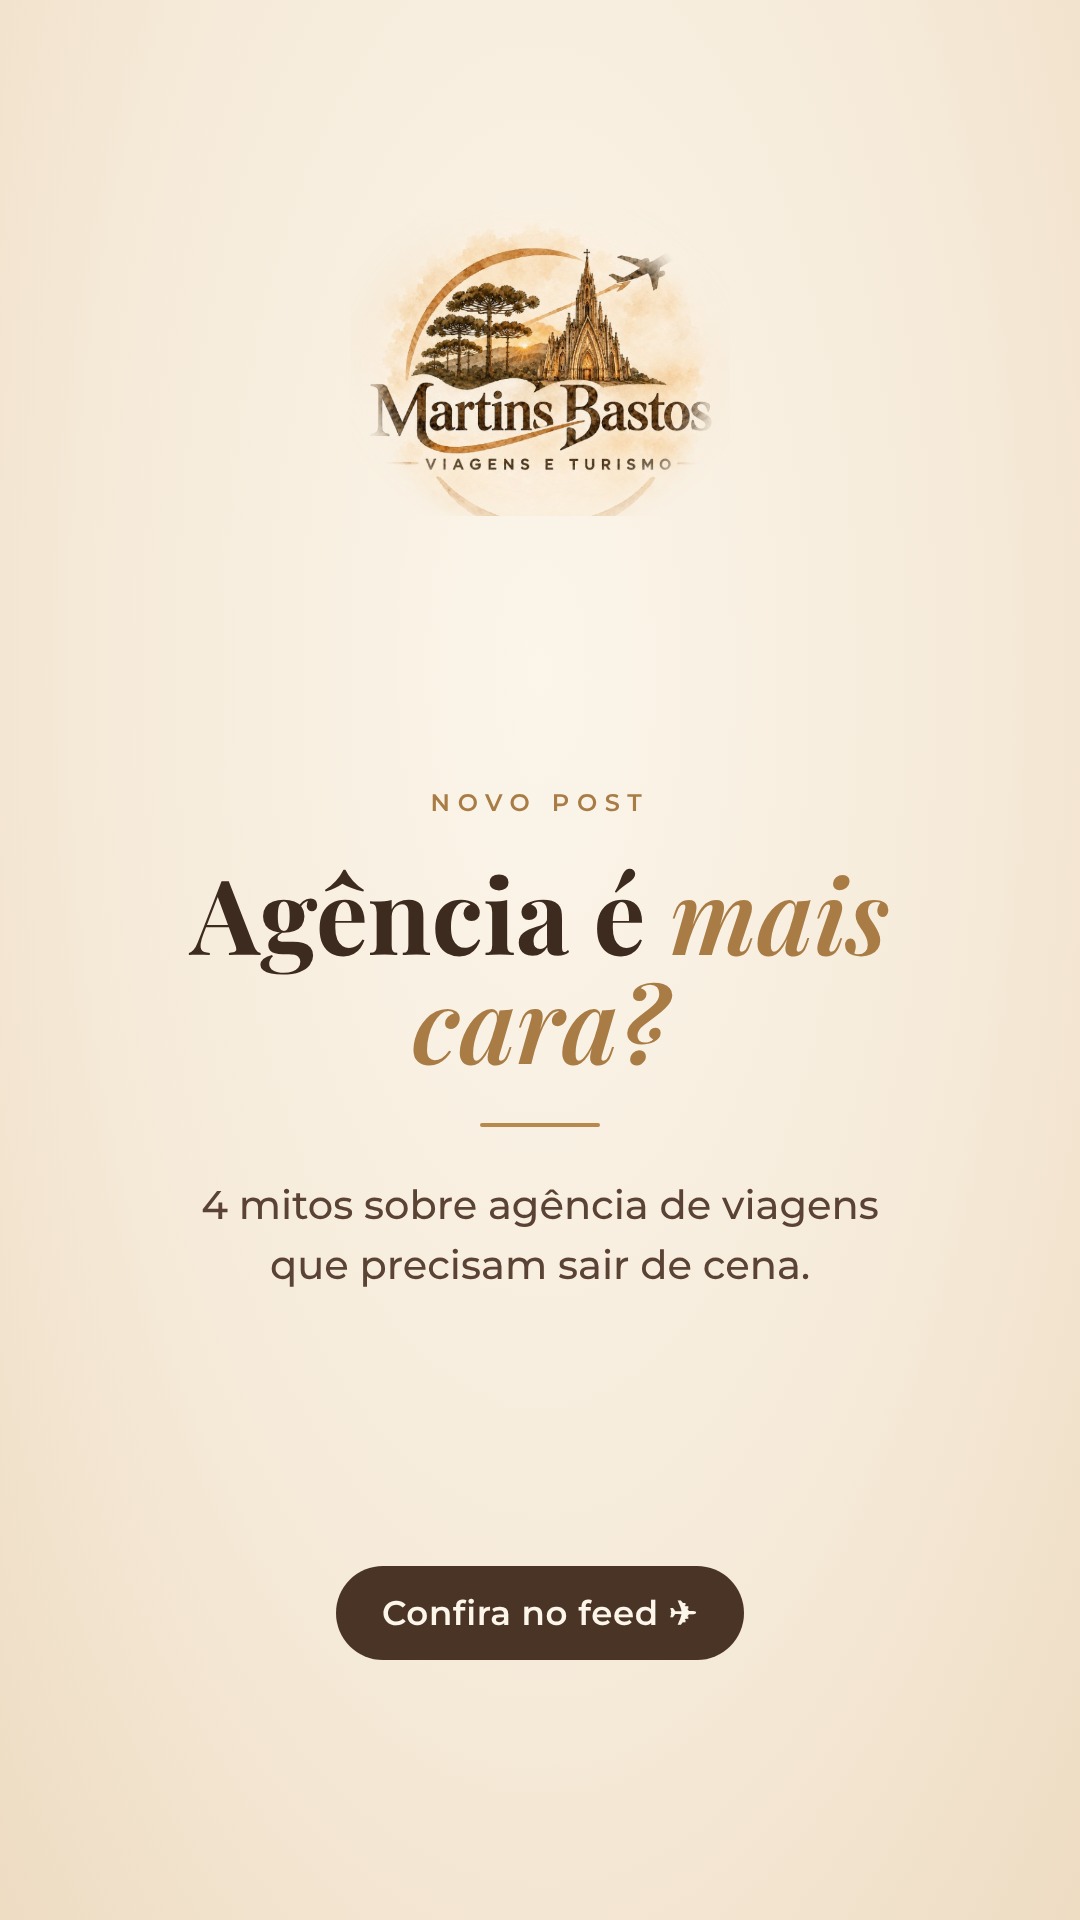 Martins Bastos
VIAGENS E TURISMO
NOVO POST
Agência é mais
cara?
4 mitos sobre agência de viagens
que precisam sair de cena.
Confira no feed ✈